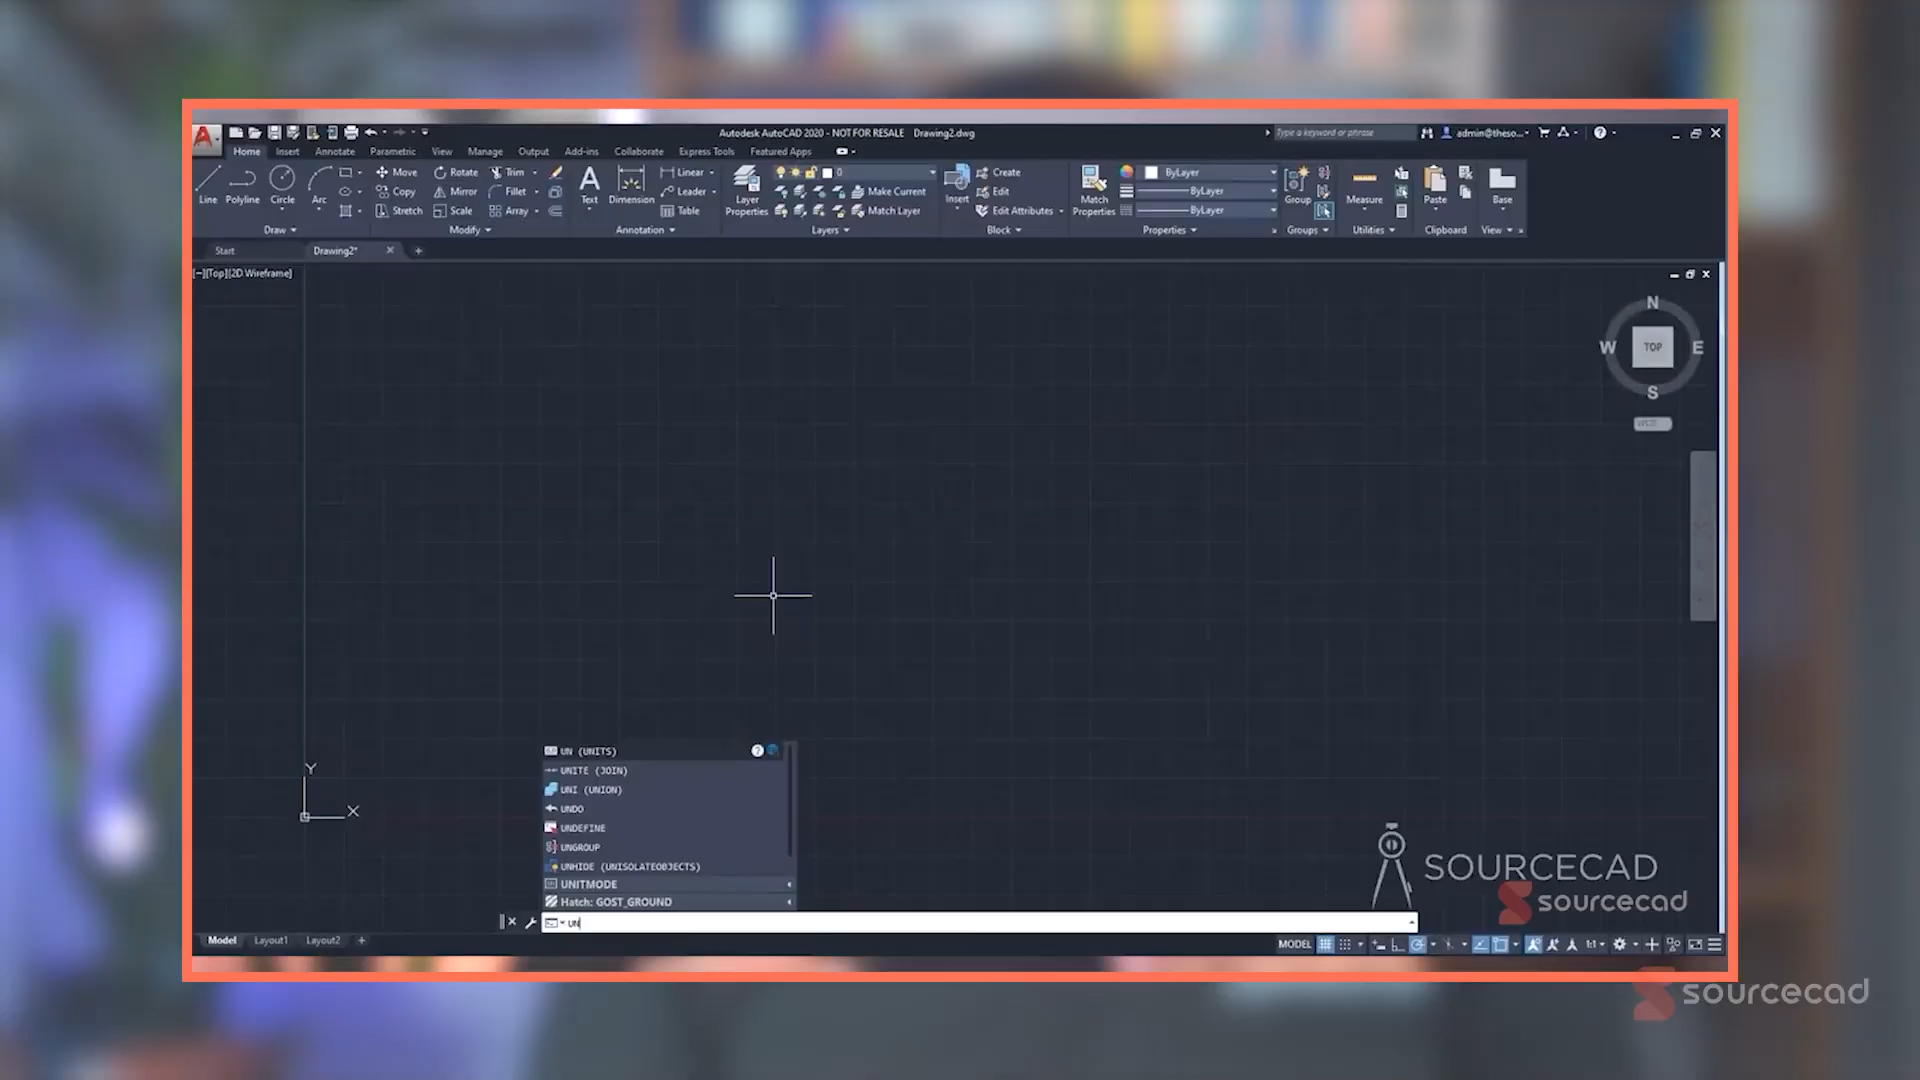 Autodesk AutoCAD 2020 - NOT FOR RESALE Drawing2.dwg
Type a keyword or phrase
admin@theso...
Home Insert Annotate Parametric View Manage Output Add-ins Collaborate Express Tools Featured Apps
Line Polyline Circle Arc
Move Rotate Trim
Copy Mirror Fillet
Stretch Scale Array
Text Dimension
Linear
Leader
Table
Layer Properties
0
Make Current
Match Layer
Insert
Create
Edit
Edit Attributes
Match Properties
ByLayer
ByLayer
ByLayer
Group Measure Paste Base
Draw Modify Annotation Layers Block Properties Groups Utilities Clipboard View
Start Drawing2*
[−][Top][2D Wireframe]
N
W TOP E
S
WCS
Y
X
UN (UNITS)
UNITE (JOIN)
UNI (UNION)
UNDO
UNDEFINE
UNGROUP
UNHIDE (UNISOLATEOBJECTS)
UNITMODE
Hatch: GOST_GROUND
UN
SOURCECAD
sourcecad
Model Layout1 Layout2
MODEL 1:1
sourcecad